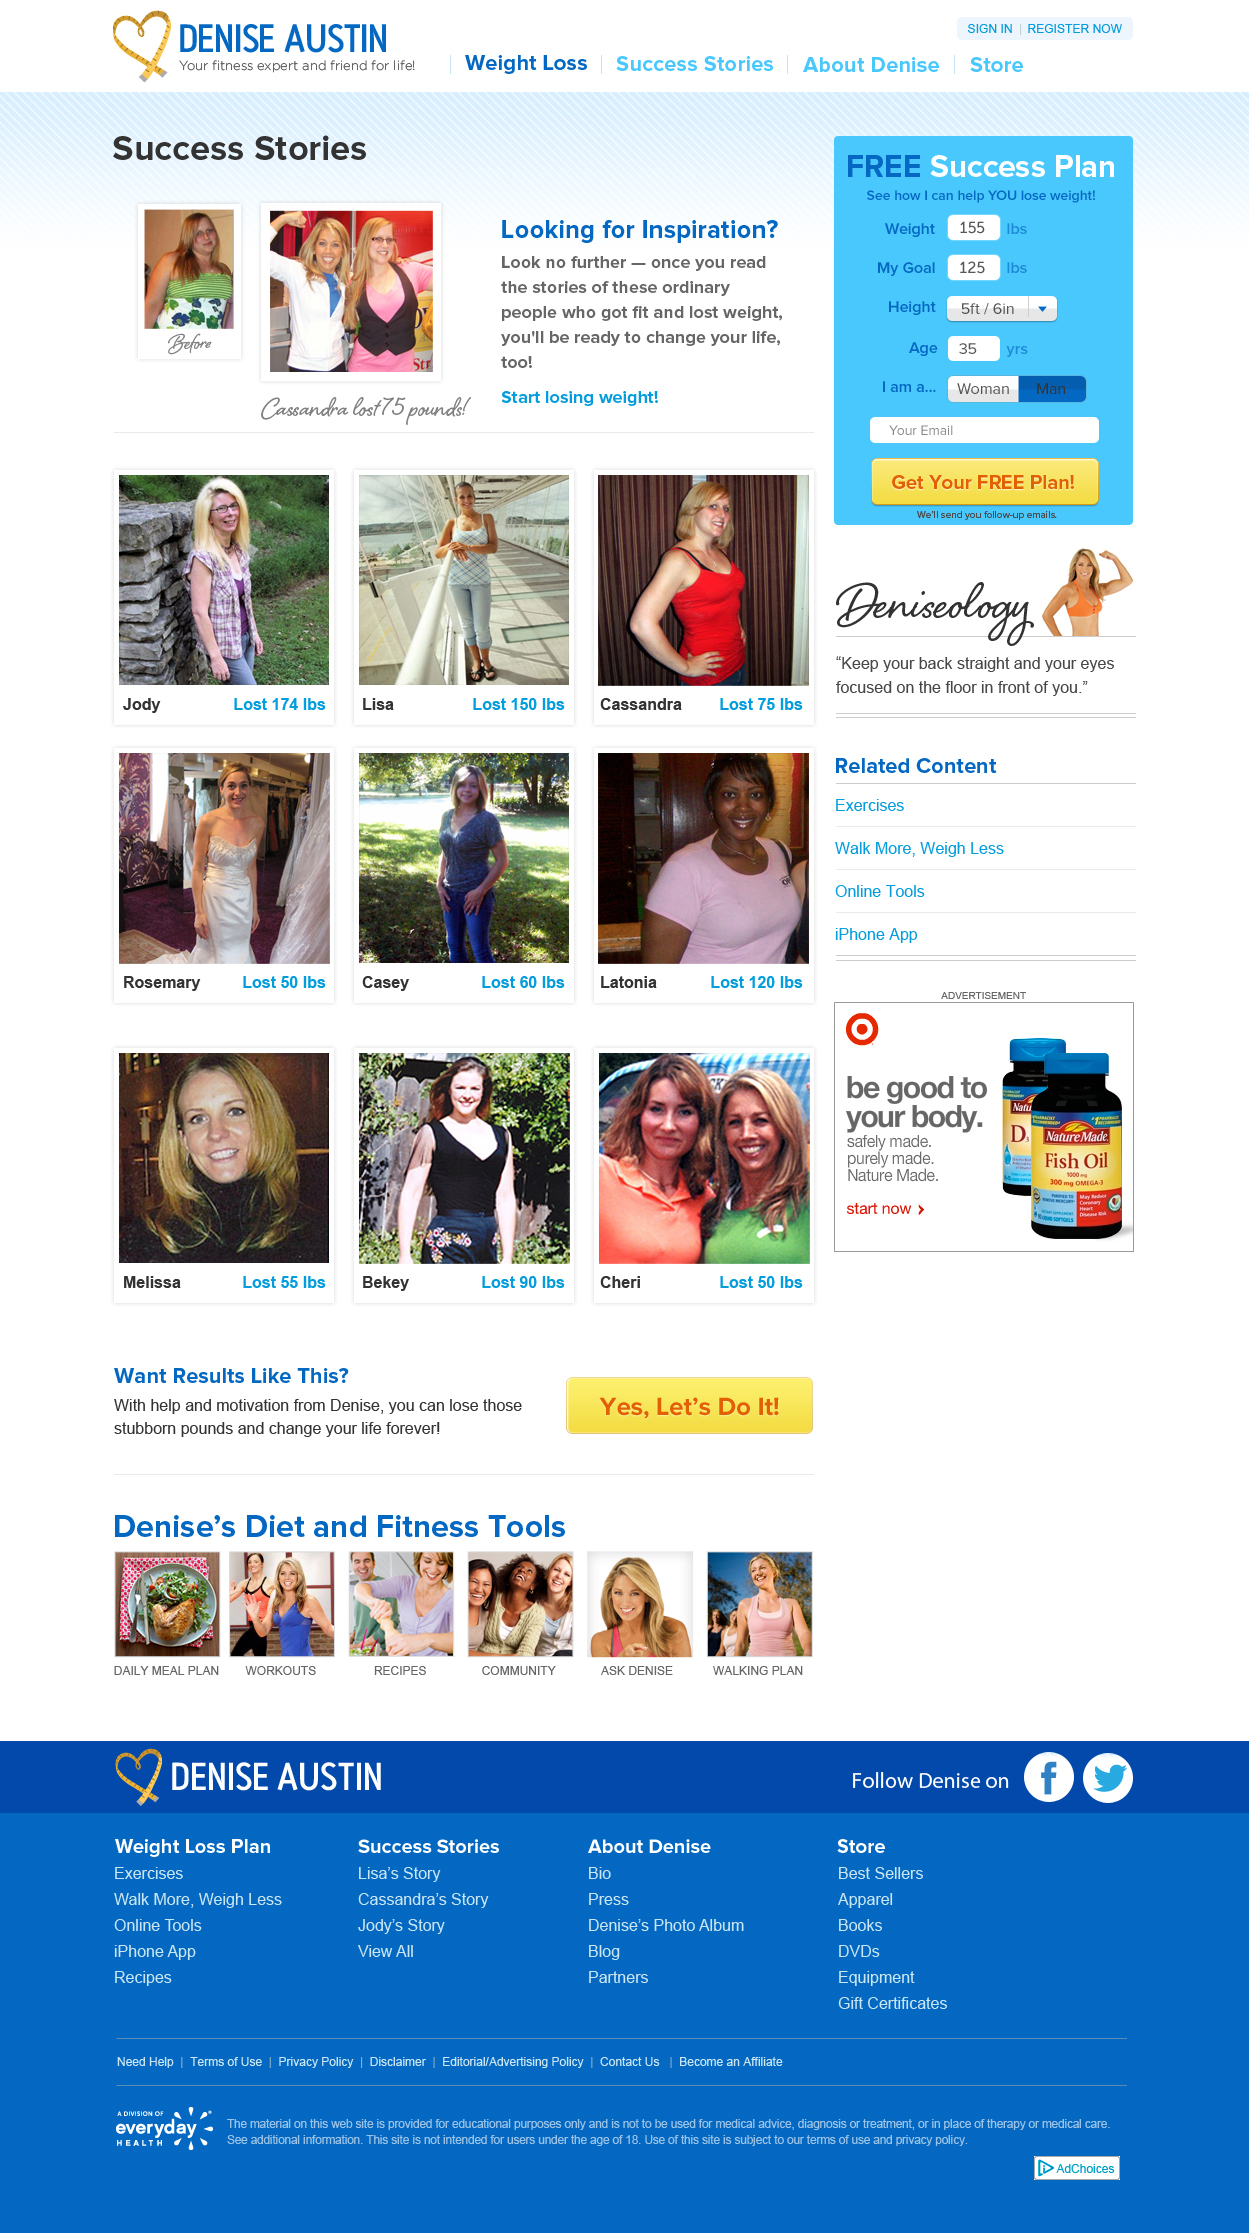 DENISE AUSTIN
Your fitness expert and friend for life!
SIGN IN | REGISTER NOW
Weight Loss
Success Stories
About Denise
Store
Success Stories
Before
Cassandra lost 75 pounds!
Looking for Inspiration?
Look no further — once you read
the stories of these ordinary
people who got fit and lost weight,
you'll be ready to change your life,
too!
Start losing weight!
FREE Success Plan
See how I can help YOU lose weight!
Weight 155 lbs
My Goal 125 lbs
Height 5ft / 6in
Age 35 yrs
I am a... Woman Man
Your Email
Get Your FREE Plan!
We'll send you follow-up emails.
Jody Lost 174 lbs
Lisa Lost 150 lbs
Cassandra Lost 75 lbs
Rosemary Lost 50 lbs
Casey Lost 60 lbs
Latonia Lost 120 lbs
Melissa Lost 55 lbs
Bekey Lost 90 lbs
Cheri Lost 50 lbs
Deniseology
“Keep your back straight and your eyes
focused on the floor in front of you.”
Related Content
Exercises
Walk More, Weigh Less
Online Tools
iPhone App
ADVERTISEMENT
be good to
your body.
safely made.
purely made.
Nature Made.
start now
Nature Made
Fish Oil
1000 mg
300 mg OMEGA-3
May Reduce
Coronary
Heart
Disease Risk
Want Results Like This?
With help and motivation from Denise, you can lose those
stubborn pounds and change your life forever!
Yes, Let’s Do It!
Denise’s Diet and Fitness Tools
DAILY MEAL PLAN
WORKOUTS
RECIPES
COMMUNITY
ASK DENISE
WALKING PLAN
DENISE AUSTIN
Follow Denise on
Weight Loss Plan
Exercises
Walk More, Weigh Less
Online Tools
iPhone App
Recipes
Success Stories
Lisa’s Story
Cassandra’s Story
Jody’s Story
View All
About Denise
Bio
Press
Denise’s Photo Album
Blog
Partners
Store
Best Sellers
Apparel
Books
DVDs
Equipment
Gift Certificates
Need Help | Terms of Use | Privacy Policy | Disclaimer | Editorial/Advertising Policy | Contact Us | Become an Affiliate
A DIVISION OF
everyday
HEALTH
The material on this web site is provided for educational purposes only and is not to be used for medical advice, diagnosis or treatment, or in place of therapy or medical care.
See additional information. This site is not intended for users under the age of 18. Use of this site is subject to our terms of use and privacy policy.
AdChoices